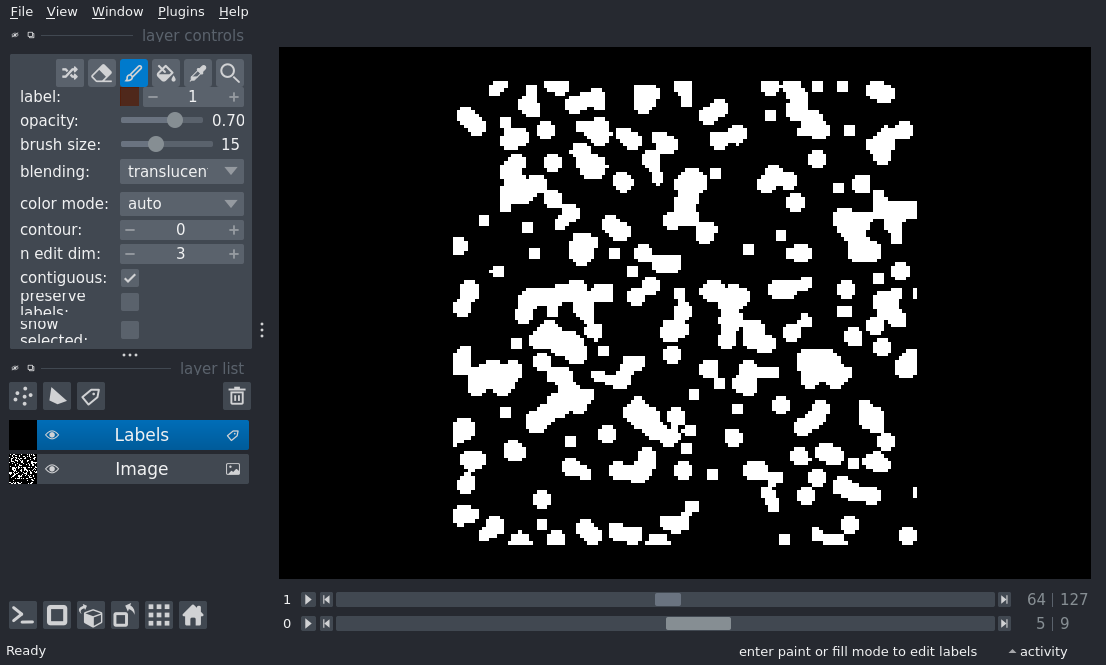 File View Window Plugins Help
layer controls
label: 1
opacity: 0.70
brush size: 15
blending: translucen
color mode: auto
contour: 0
n edit dim: 3
contiguous:
preserve
labels:
show
selected:
layer list
Labels
Image
1 64 | 127
0 5 | 9
Ready enter paint or fill mode to edit labels activity